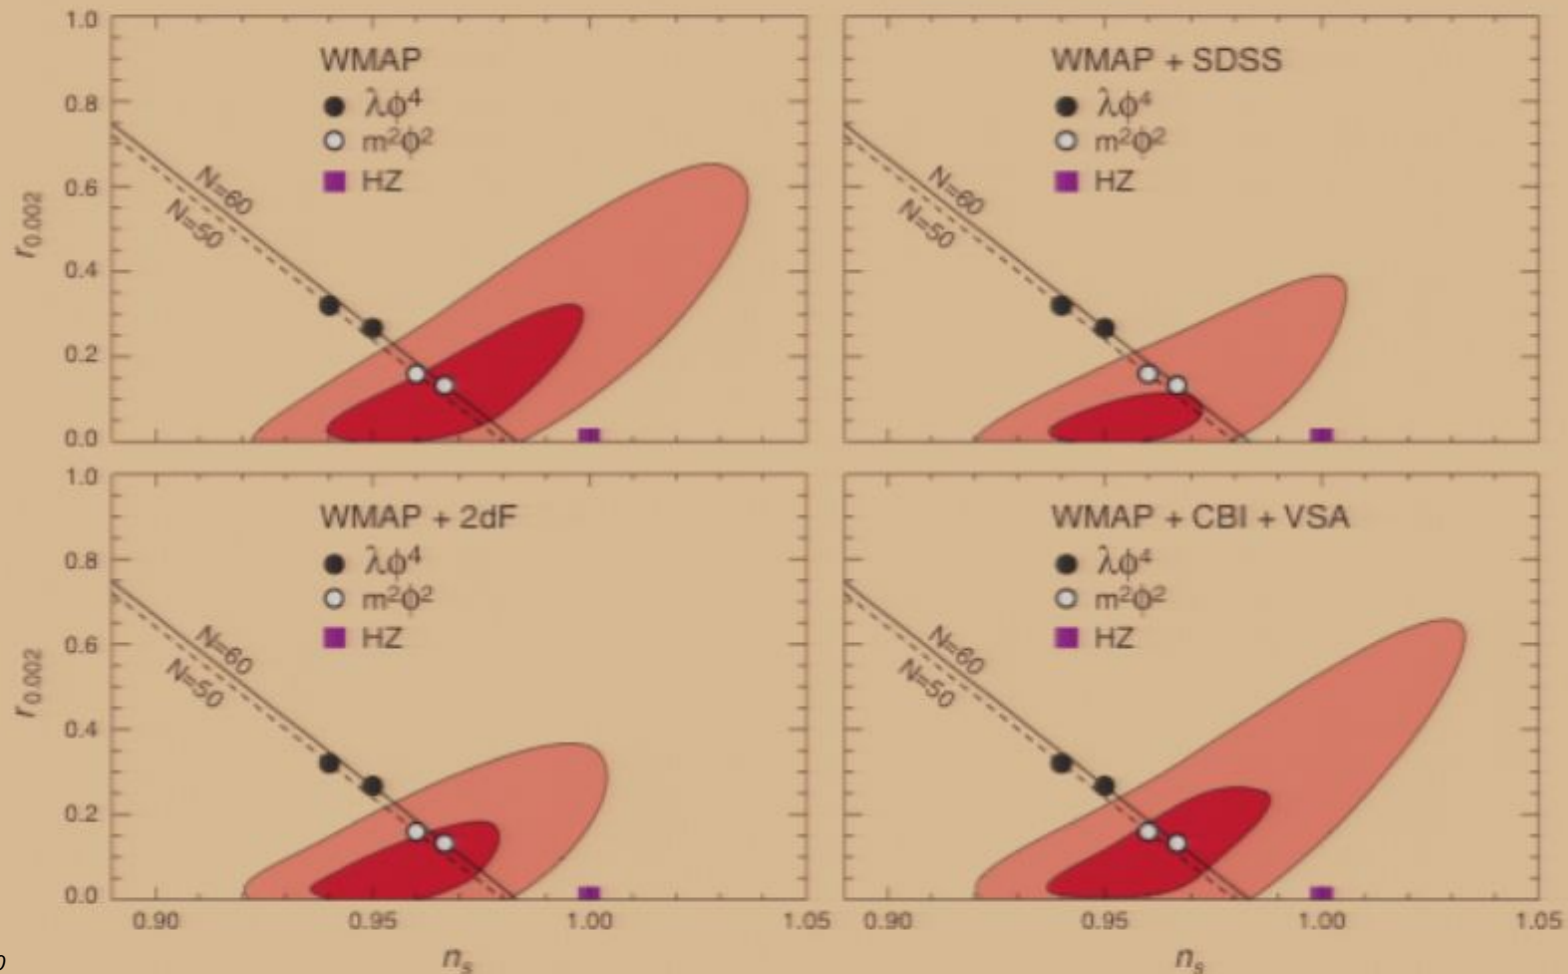 1.0
WMAP
λϕ⁴
m²ϕ²
HZ
0.8
0.6
0.4
0.2
0.0
r0.002
N=60
N=50
WMAP + SDSS
λϕ⁴
m²ϕ²
HZ
N=60
N=50
1.0
WMAP + 2dF
λϕ⁴
m²ϕ²
HZ
0.8
0.6
0.4
0.2
0.0
r0.002
N=60
N=50
0.90 0.95 1.00 1.05
ns
WMAP + CBI + VSA
λϕ⁴
m²ϕ²
HZ
N=60
N=50
0.90 0.95 1.00 1.05
ns